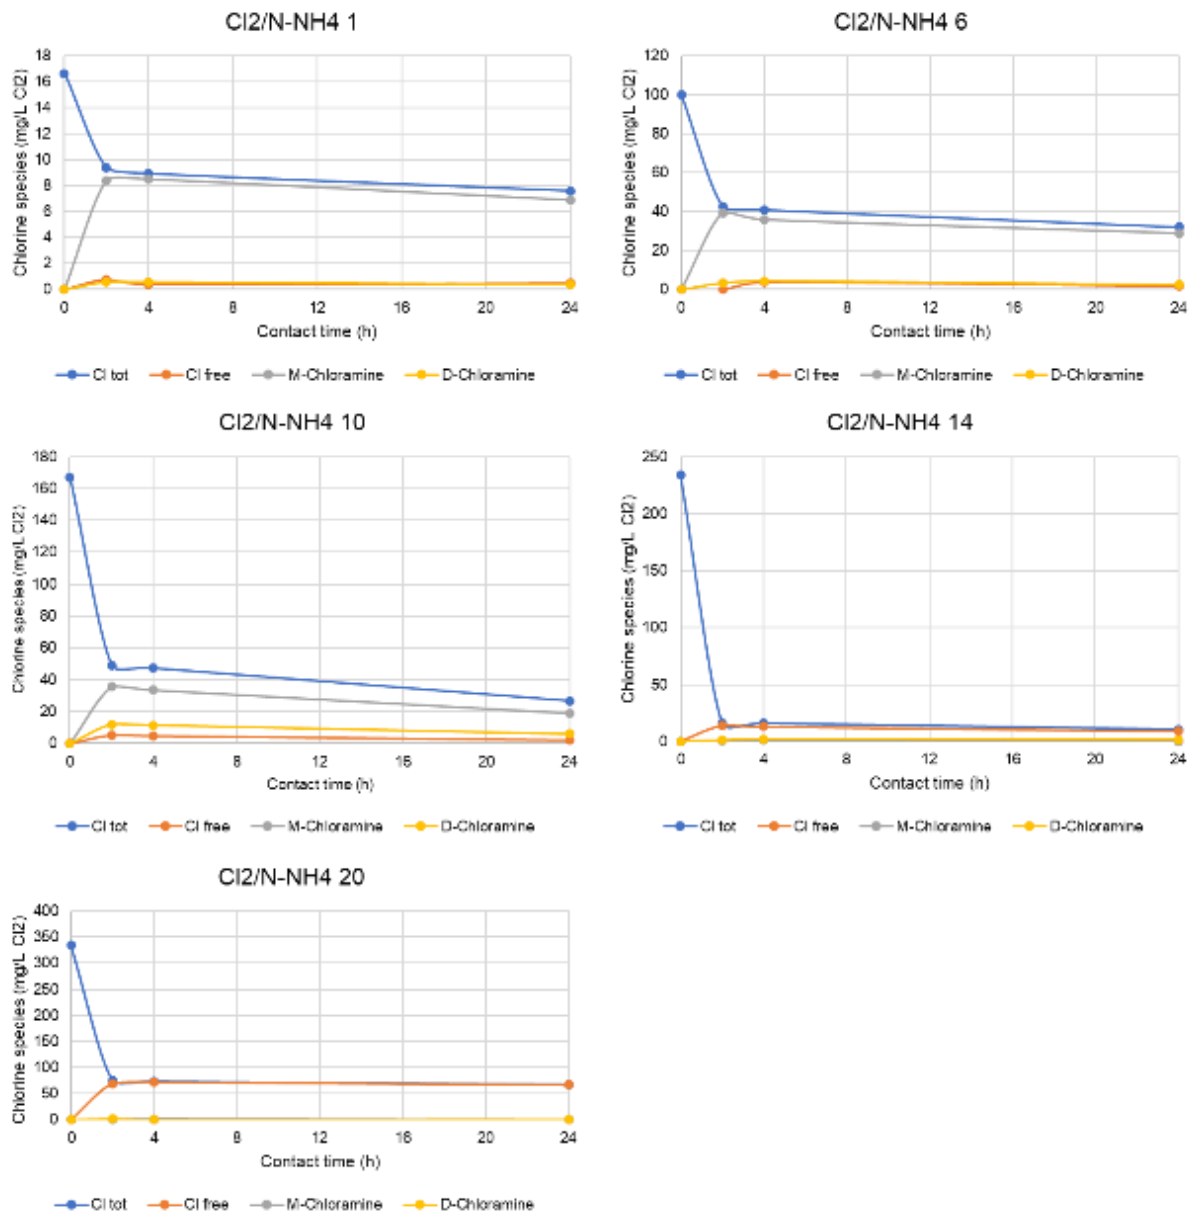 Cl2/N-NH4 1
Chlorine species (mg/L Cl2)
18
16
14
12
10
8
6
4
2
0
0 4 8 12 16 20 24
Contact time (h)
Cl tot Cl free M-Chloramine D-Chloramine
Cl2/N-NH4 6
Chlorine species (mg/L Cl2)
120
100
80
60
40
20
0
0 4 8 12 16 20 24
Contact time (h)
Cl tot Cl free M-Chloramine D-Chloramine
Cl2/N-NH4 10
Chlorine species (mg/L Cl2)
180
160
140
120
100
80
60
40
20
0
0 4 8 12 16 20 24
Contact time (h)
Cl tot Cl free M-Chloramine D-Chloramine
Cl2/N-NH4 14
Chlorine species (mg/L Cl2)
250
200
150
100
50
0
0 4 8 12 16 20 24
Contact time (h)
Cl tot Cl free M-Chloramine D-Chloramine
Cl2/N-NH4 20
Chlorine species (mg/L Cl2)
400
350
300
250
200
150
100
50
0
0 4 8 12 16 20 24
Contact time (h)
Cl tot Cl free M-Chloramine D-Chloramine